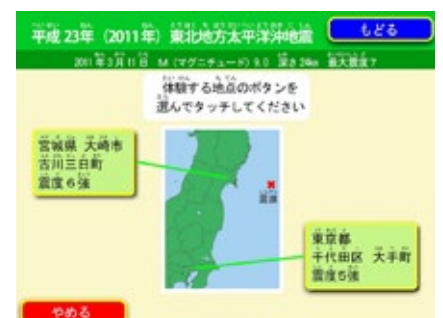 平成 23年 (2011年) 東北地方太平洋沖地震
もどる
2011年3月11日 M (マグニチュード) 9.0 深さ 24km 最大震度7
体験する地点のボタンを
選んでタッチしてください
宮城県 大崎市
古川三日町
震度6強
震源
東京都
千代田区 大手町
震度5強
やめる